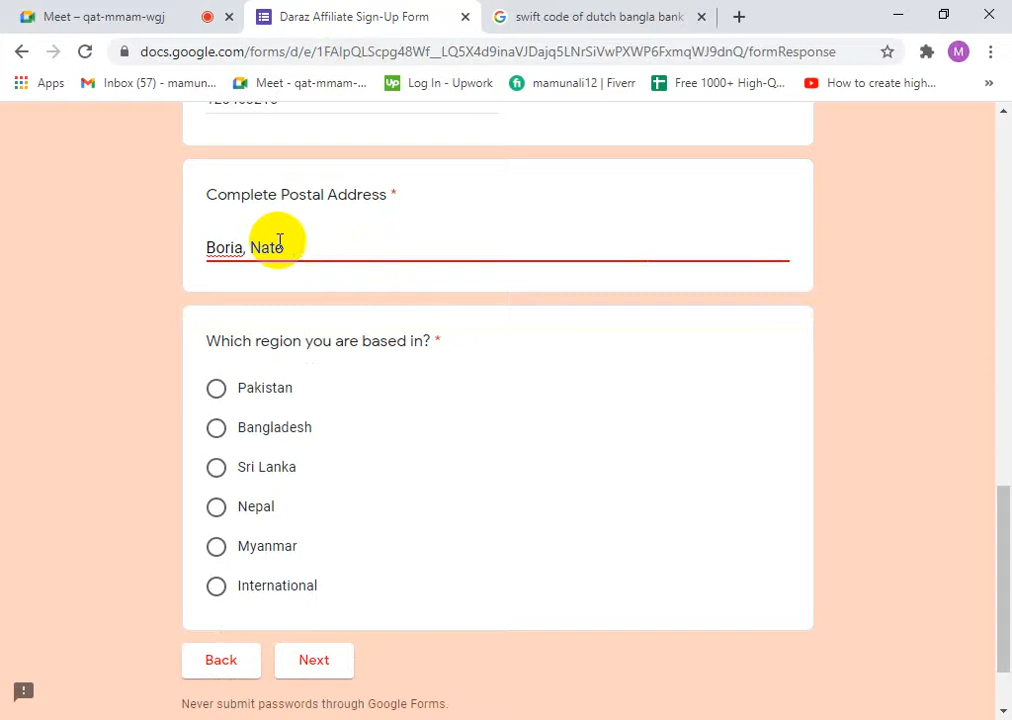 Meet – qat-mmam-wgj
Daraz Affiliate Sign-Up Form
swift code of dutch bangla bank
docs.google.com/forms/d/e/1FAIpQLScpg48Wf__LQ5X4d9inaVJDajq5LNrSiVwPXWP6FxmqWJ9dnQ/formResponse
M
Apps
Inbox (57) – mamun...
Meet - qat-mmam-...
Log In - Upwork
mamunali12 | Fiverr
Free 1000+ High-Q...
How to create high...
Complete Postal Address *
Boria, Nato
Which region you are based in? *
Pakistan
Bangladesh
Sri Lanka
Nepal
Myanmar
International
Back
Next
Never submit passwords through Google Forms.